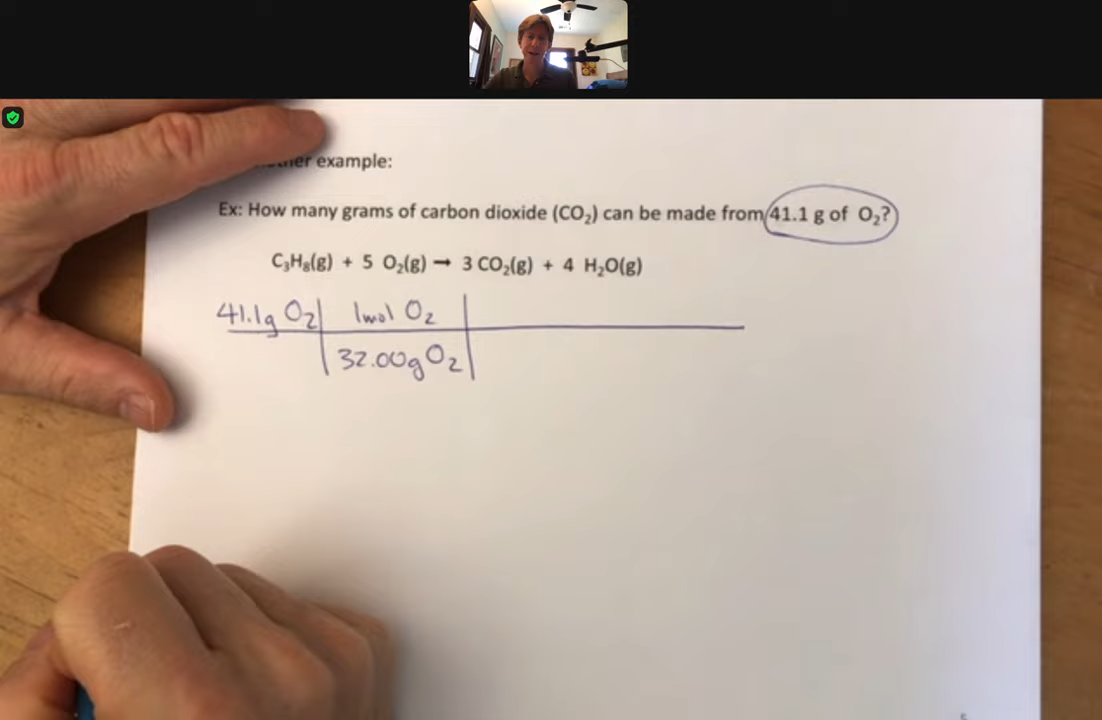 example:
Ex: How many grams of carbon dioxide (CO₂) can be made from 41.1 g of O₂?
C₃H₈(g) + 5 O₂(g) → 3 CO₂(g) + 4 H₂O(g)
41.1g O₂ 1mol O₂
32.00g O₂